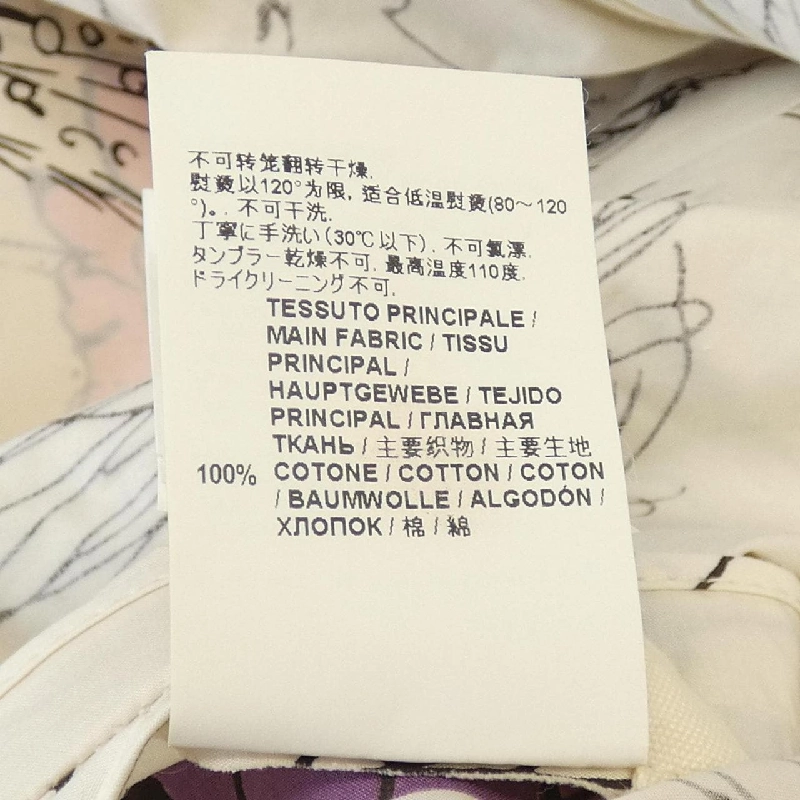 不可转笼翻转干燥.
熨烫以120°为限, 适合低温熨烫(80～120
°)。. 不可干洗.
丁寧に手洗い(30℃以下). 不可氯漂.
タンブラー乾燥不可. 最高温度110度.
ドライクリーニング不可.
TESSUTO PRINCIPALE /
MAIN FABRIC / TISSU
PRINCIPAL /
HAUPTGEWEBE / TEJIDO
PRINCIPAL / ГЛАВНАЯ
ТКАНЬ / 主要织物 / 主要生地
100% COTONE / COTTON / COTON
/ BAUMWOLLE / ALGODÓN /
ХЛОПОК / 棉 / 綿